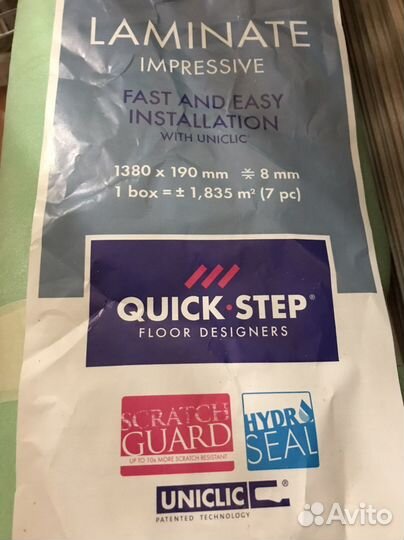 LAMINATE
IMPRESSIVE
FAST AND EASY
INSTALLATION
WITH UNICLIC®
1380 x 190 mm 8 mm
1 box = ± 1,835 m² (7 pc)
QUICK·STEP®
FLOOR DESIGNERS
SCRATCH
GUARD
UP TO 10x MORE SCRATCH RESISTANT
HYDRO
SEAL
UNICLIC®
PATENTED TECHNOLOGY
Avito